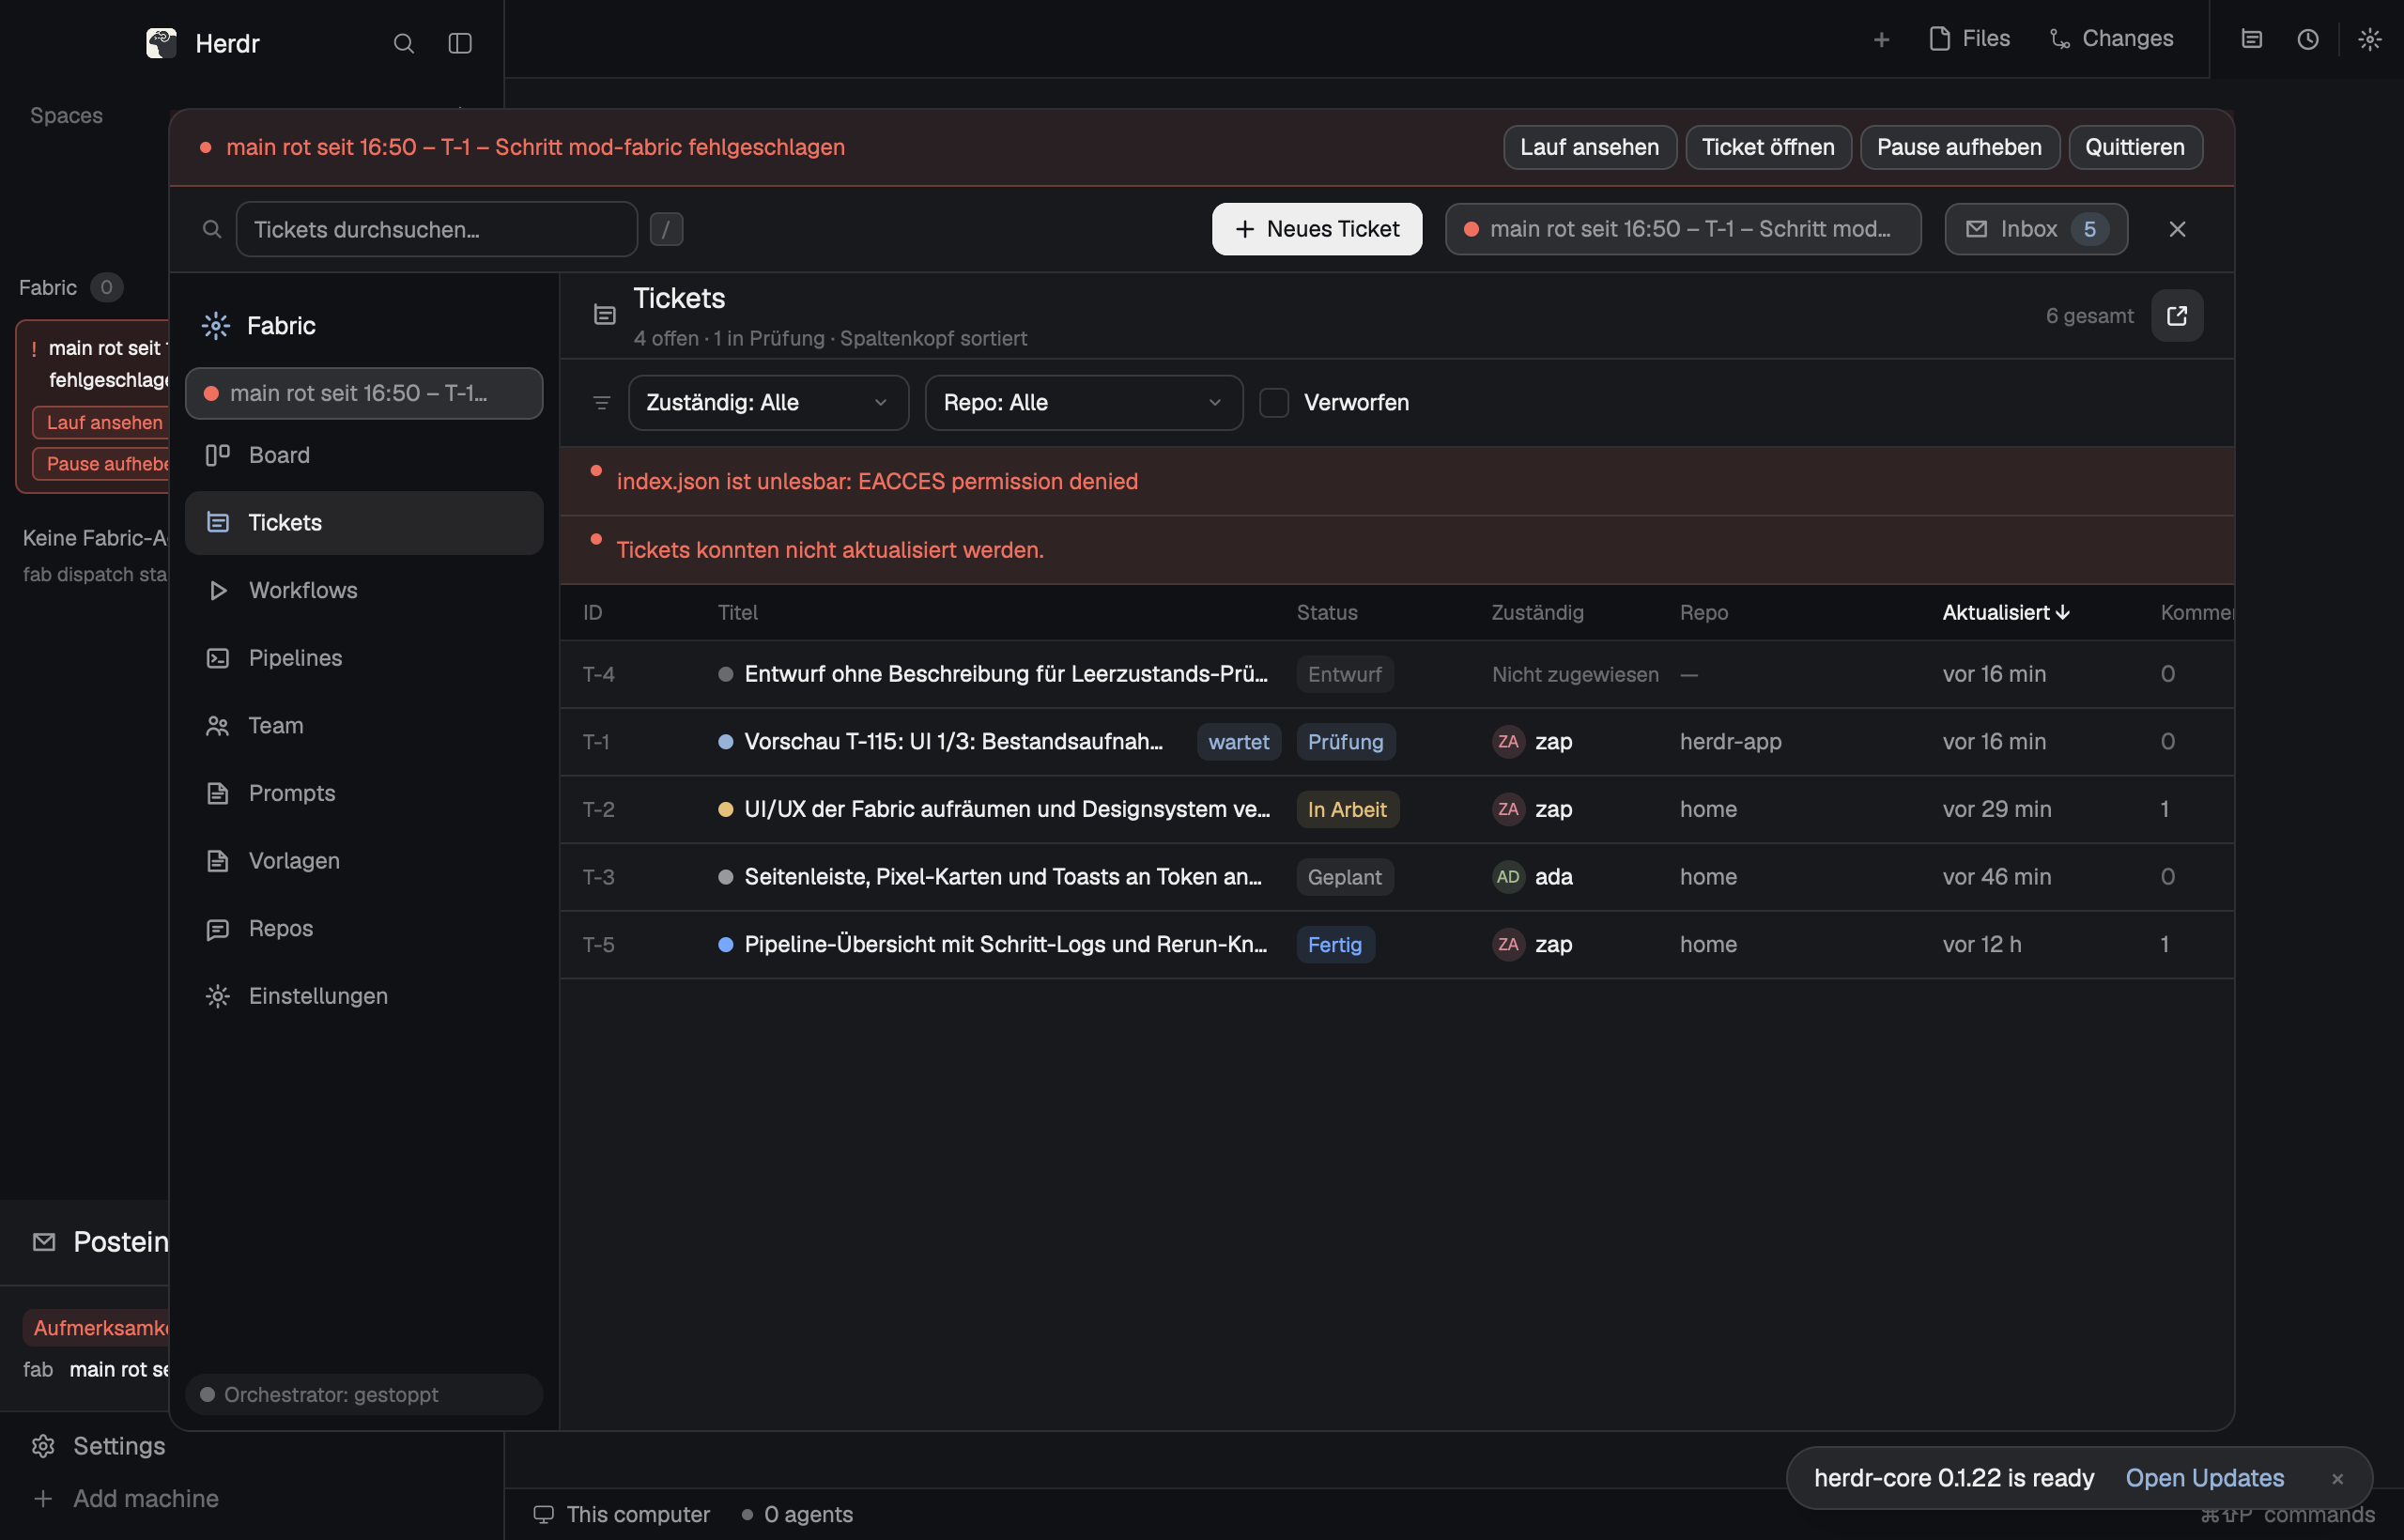 Herdr
Files
Changes
Spaces
main rot seit 16:50 – T-1 – Schritt mod-fabric fehlgeschlagen
Lauf ansehen
Ticket öffnen
Pause aufheben
Quittieren
Tickets durchsuchen...
/
+ Neues Ticket
main rot seit 16:50 – T-1 – Schritt mod...
Inbox 5
Fabric 0
! main rot seit
fehlgeschlage
Lauf ansehen
Pause aufhebe
Keine Fabric-A
fab dispatch sta
Fabric
main rot seit 16:50 – T-1...
Board
Tickets
Workflows
Pipelines
Team
Prompts
Vorlagen
Repos
Einstellungen
Orchestrator: gestoppt
Tickets
4 offen · 1 in Prüfung · Spaltenkopf sortiert
6 gesamt
Zuständig: Alle
Repo: Alle
Verworfen
index.json ist unlesbar: EACCES permission denied
Tickets konnten nicht aktualisiert werden.
ID Titel Status Zuständig Repo Aktualisiert ↓ Kommen
T-4 Entwurf ohne Beschreibung für Leerzustands-Prü... Entwurf Nicht zugewiesen — vor 16 min 0
T-1 Vorschau T-115: UI 1/3: Bestandsaufnah... wartet Prüfung ZA zap herdr-app vor 16 min 0
T-2 UI/UX der Fabric aufräumen und Designsystem ve... In Arbeit ZA zap home vor 29 min 1
T-3 Seitenleiste, Pixel-Karten und Toasts an Token an... Geplant AD ada home vor 46 min 0
T-5 Pipeline-Übersicht mit Schritt-Logs und Rerun-Kn... Fertig ZA zap home vor 12 h 1
Postein
Aufmerksamke
fab main rot se
Settings
+ Add machine
This computer
0 agents
herdr-core 0.1.22 is ready
Open Updates
×
⌘⇧P commands